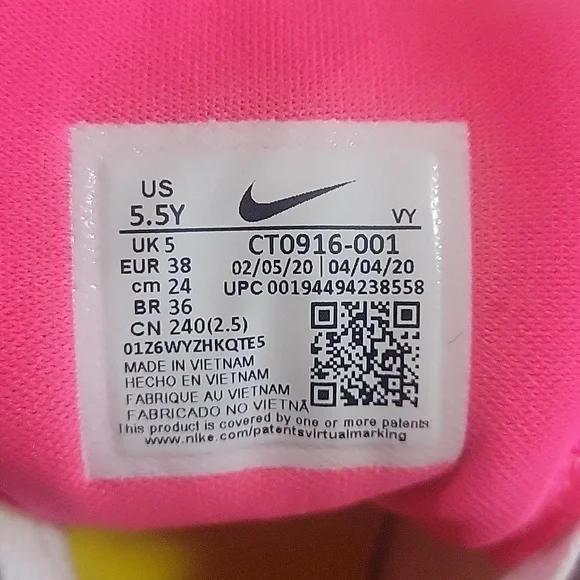 US
5.5Y
VY
UK 5
EUR 38
cm 24
BR 36
CN 240(2.5)
CT0916-001
02/05/20 | 04/04/20
UPC 00194494238558
01Z6WYZHKQTE5
MADE IN VIETNAM
HECHO EN VIETNAM
FABRIQUE AU VIETNAM
FABRICADO NO VIETNÃ
This product is covered by one or more patents
www.nike.com/patentsvirtualmarking